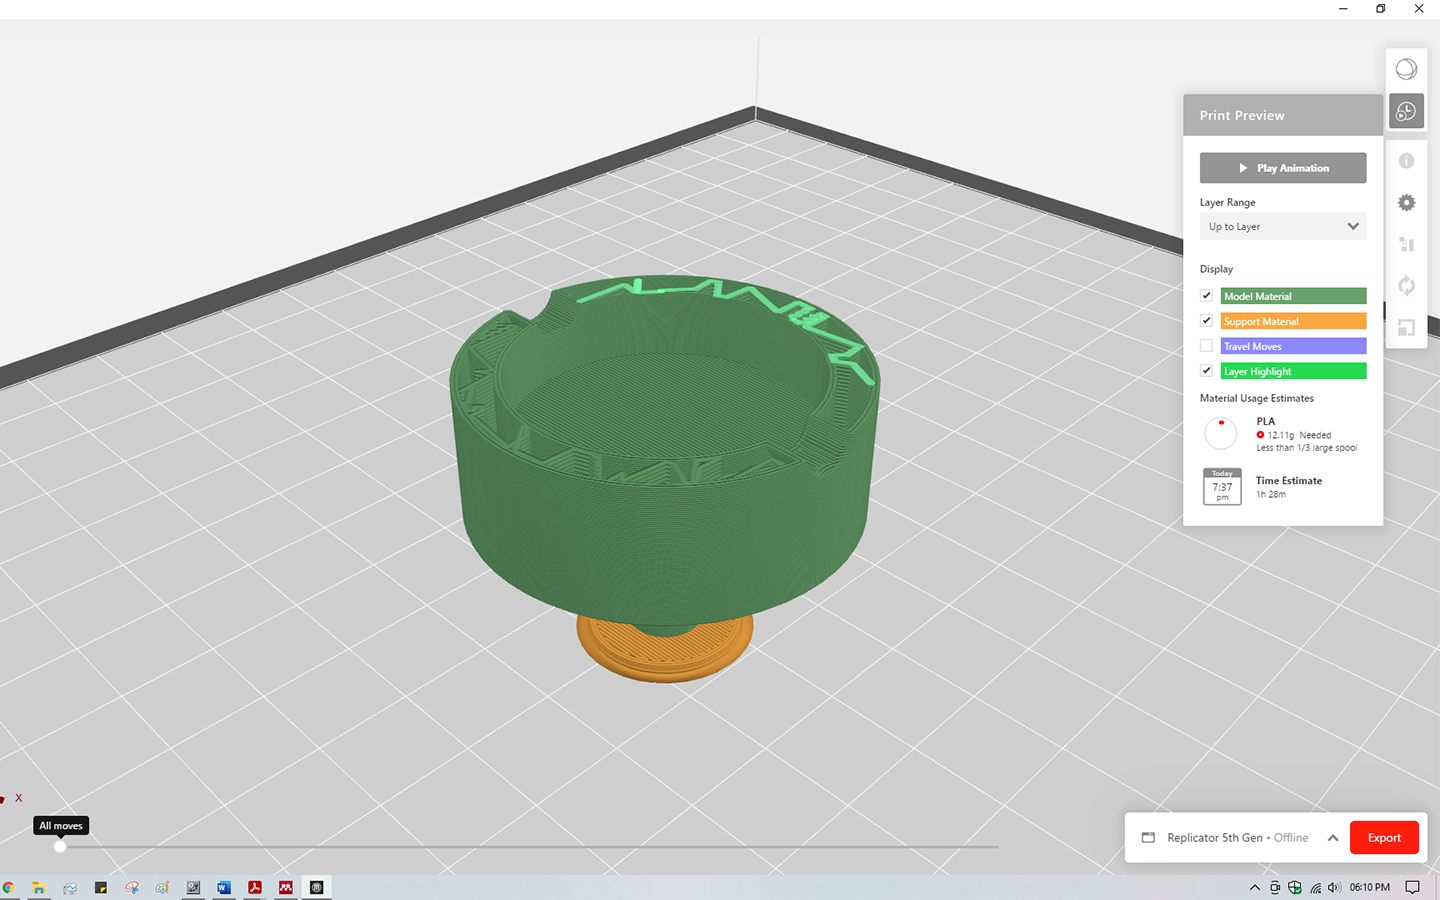 Print Preview
Play Animation
Layer Range
Up to Layer
Display
Model Material
Support Material
Travel Moves
Layer Highlight
Material Usage Estimates
PLA
12.11g Needed
Less than 1/3 large spool
Today
7:37
pm
Time Estimate
1h 28m
X
All moves
Replicator 5th Gen • Offline
Export
06:10 PM